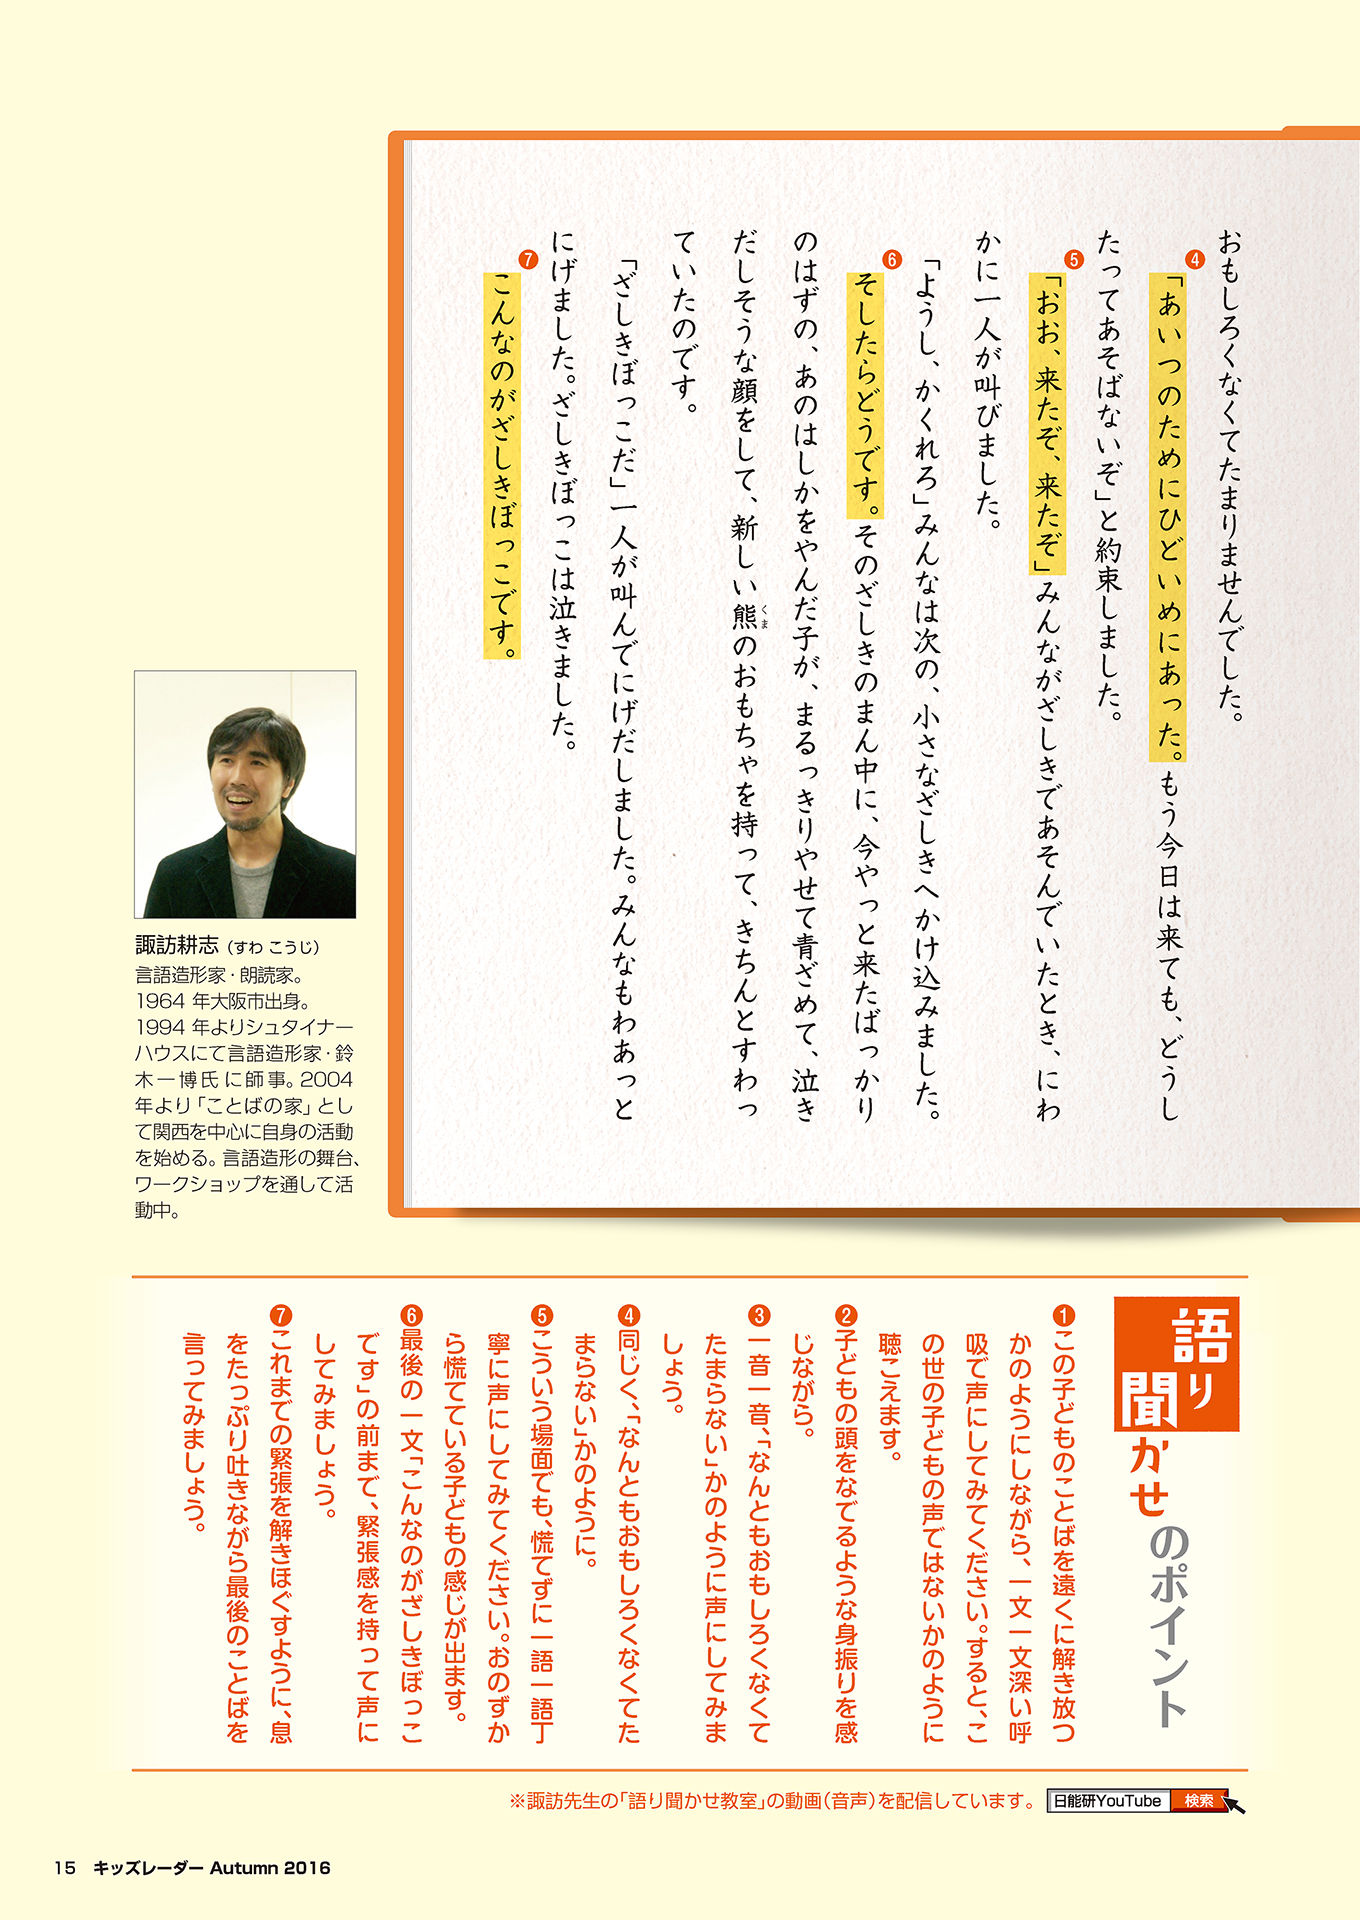 おもしろくなくてたまりませんでした。
❹
「あいつのためにひどいめにあった。もう今日は来ても、どうし
たってあそばないぞ」と約束しました。
❺
「おお、来たぞ、来たぞ」みんながざしきであそんでいたとき、にわ
かに一人が叫びました。
「ようし、かくれろ」みんなは次の、小さなざしきへかけ込みました。
❻
そしたらどうです。そのざしきのまん中に、今やっと来たばっかり
のはずの、あのはしかをやんだ子が、まるっきりやせて青ざめて、泣き
だしそうな顔をして、新しい熊のおもちゃを持って、きちんとすわっ
くま
ていたのです。
「ざしきぼっこだ」一人が叫んでにげだしました。みんなもわあっと
にげました。ざしきぼっこは泣きました。
❼
こんなのがざしきぼっこです。
諏訪耕志（すわ こうじ）
言語造形家・朗読家。
1964 年大阪市出身。
1994 年よりシュタイナー
ハウスにて言語造形家・鈴
木一博氏に師事。2004
年より「ことばの家」とし
て関西を中心に自身の活動
を始める。言語造形の舞台、
ワークショップを通して活
動中。
語り聞かせのポイント
❶この子どものことばを遠くに解き放つ
かのようにしながら、一文一文深い呼
吸で声にしてみてください。すると、こ
の世の子どもの声ではないかのように
聴こえます。
❷子どもの頭をなでるような身振りを感
じながら。
❸一音一音、「なんともおもしろくなくて
たまらない」かのように声にしてみま
しょう。
❹同じく、「なんともおもしろくなくてた
まらない」かのように。
❺こういう場面でも、慌てずに一語一語丁
寧に声にしてみてください。おのずか
ら慌てている子どもの感じが出ます。
❻最後の一文「こんなのがざしきぼっこ
です」の前まで、緊張感を持って声に
してみましょう。
❼これまでの緊張を解きほぐすように、息
をたっぷり吐きながら最後のことばを
言ってみましょう。
※諏訪先生の「語り聞かせ教室」の動画（音声）を配信しています。 日能研YouTube 検索
15 キッズレーダー Autumn 2016